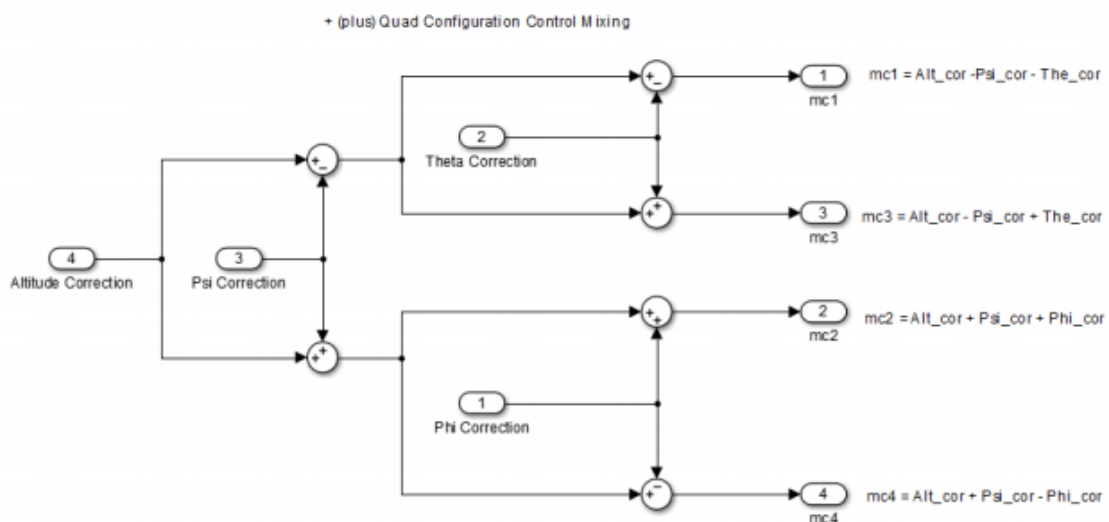 + (plus) Quad Configuration Control Mixing
+
-
1
mc1
mc1 = Alt_cor -Psi_cor - The_cor
2
Theta Correction
+
-
+
+
3
mc3
mc3 = Alt_cor - Psi_cor + The_cor
4
Altitude Correction
3
Psi Correction
+
+
2
mc2
mc2 = Alt_cor + Psi_cor + Phi_cor
+
+
1
Phi Correction
+
-
4
mc4
mc4 = Alt_cor + Psi_cor - Phi_cor